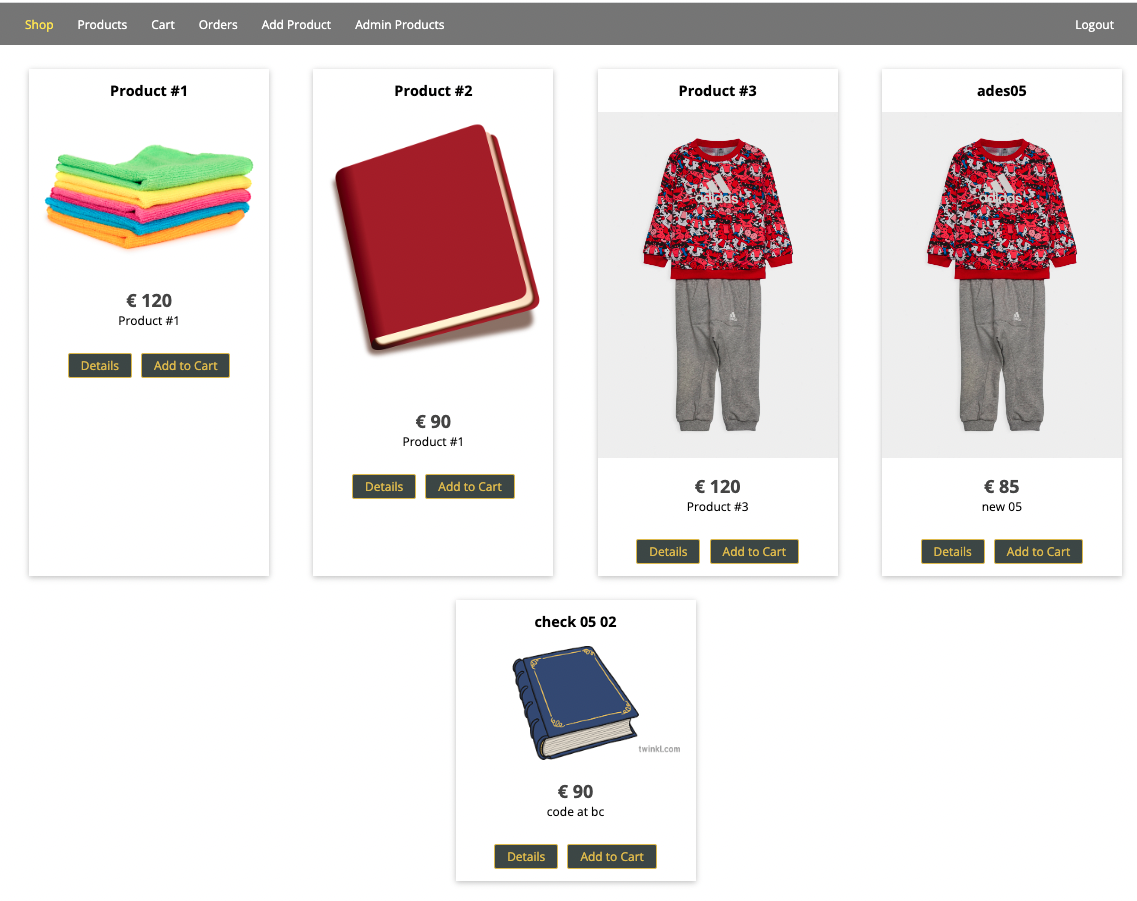 Shop Products Cart Orders Add Product Admin Products Logout
Product #1
€ 120
Product #1
Details Add to Cart
Product #2
€ 90
Product #1
Details Add to Cart
Product #3
adidas
€ 120
Product #3
Details Add to Cart
ades05
adidas
€ 85
new 05
Details Add to Cart
check 05 02
twinkl.com
€ 90
code at bc
Details Add to Cart